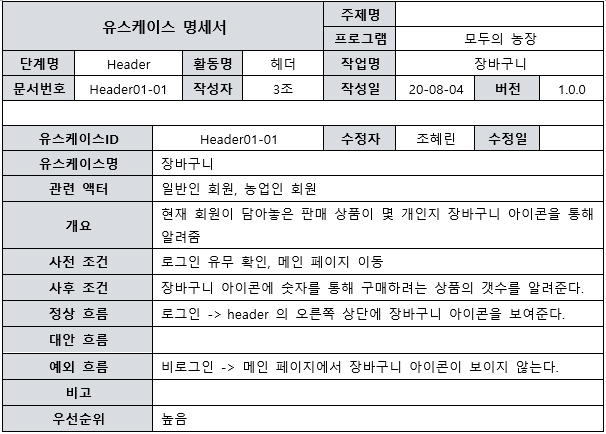 유스케이스 명세서 주제명
프로그램 모두의 농장
단계명 Header 활동명 헤더 작업명 장바구니
문서번호 Header01-01 작성자 3조 작성일 20-08-04 버전 1.0.0
유스케이스ID Header01-01 수정자 조혜린 수정일
유스케이스명 장바구니
관련 액터 일반인 회원, 농업인 회원
개요 현재 회원이 담아놓은 판매 상품이 몇 개인지 장바구니 아이콘을 통해
알려줌
사전 조건 로그인 유무 확인, 메인 페이지 이동
사후 조건 장바구니 아이콘에 숫자를 통해 구매하려는 상품의 갯수를 알려준다.
정상 흐름 로그인 -> header 의 오른쪽 상단에 장바구니 아이콘을 보여준다.
대안 흐름
예외 흐름 비로그인 -> 메인 페이지에서 장바구니 아이콘이 보이지 않는다.
비고
우선순위 높음